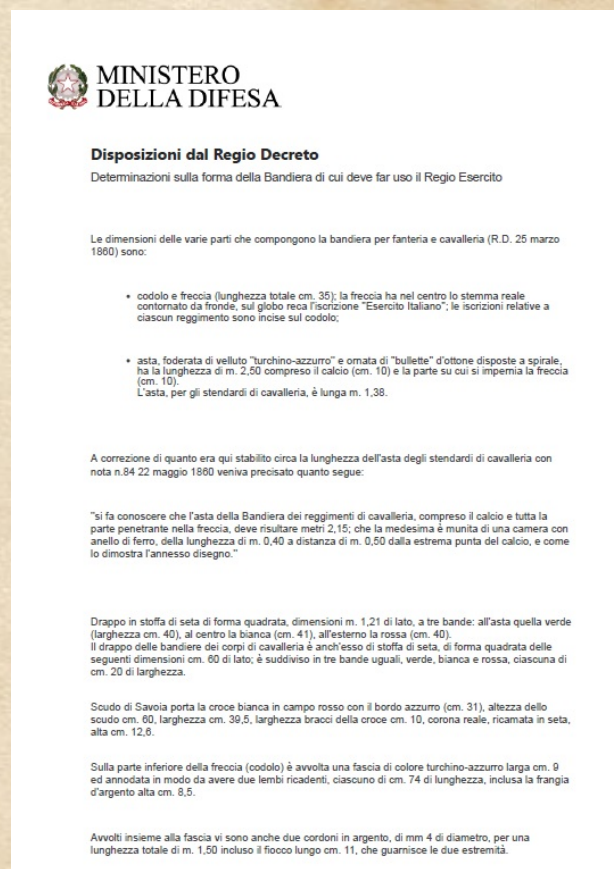 MINISTERO
DELLA DIFESA
Disposizioni dal Regio Decreto
Determinazioni sulla forma della Bandiera di cui deve far uso il Regio Esercito
Le dimensioni delle varie parti che compongono la bandiera per fanteria e cavalleria (R.D. 25 marzo
1860) sono:
• codolo e freccia (lunghezza totale cm. 35); la freccia ha nel centro lo stemma reale
contornato da fronde, sul globo reca l'iscrizione "Esercito Italiano"; le iscrizioni relative a
ciascun reggimento sono incise sul codolo;
• asta, foderata di velluto "turchino-azzurro" e ornata di "bullette" d'ottone disposte a spirale,
ha la lunghezza di m. 2,50 compreso il calcio (cm. 10) e la parte su cui si impernia la freccia
(cm. 10).
L'asta, per gli stendardi di cavalleria, è lunga m. 1,38.
A correzione di quanto era qui stabilito circa la lunghezza dell'asta degli stendardi di cavalleria con
nota n.84 22 maggio 1860 veniva precisato quanto segue:
"si fa conoscere che l'asta della Bandiera dei reggimenti di cavalleria, compreso il calcio e tutta la
parte penetrante nella freccia, deve risultare metri 2,15; che la medesima è munita di una camera con
anello di ferro, della lunghezza di m. 0,40 a distanza di m. 0,50 dalla estrema punta del calcio, e come
lo dimostra l'annesso disegno."
Drappo in stoffa di seta di forma quadrata, dimensioni m. 1,21 di lato, a tre bande: all'asta quella verde
(larghezza cm. 40), al centro la bianca (cm. 41), all'esterno la rossa (cm. 40).
Il drappo delle bandiere dei corpi di cavalleria è anch'esso di stoffa di seta, di forma quadrata delle
seguenti dimensioni cm. 60 di lato; è suddiviso in tre bande uguali, verde, bianca e rossa, ciascuna di
cm. 20 di larghezza.
Scudo di Savoia porta la croce bianca in campo rosso con il bordo azzurro (cm. 31), altezza dello
scudo cm. 60, larghezza cm. 39,5, larghezza bracci della croce cm. 10, corona reale, ricamata in seta,
alta cm. 12,6.
Sulla parte inferiore della freccia (codolo) è avvolta una fascia di colore turchino-azzurro larga cm. 9
ed annodata in modo da avere due lembi ricadenti, ciascuno di cm. 74 di lunghezza, inclusa la frangia
d'argento alta cm. 8,5.
Avvolti insieme alla fascia vi sono anche due cordoni in argento, di mm 4 di diametro, per una
lunghezza totale di m. 1,50 incluso il fiocco lungo cm. 11, che guarnisce le due estremità.